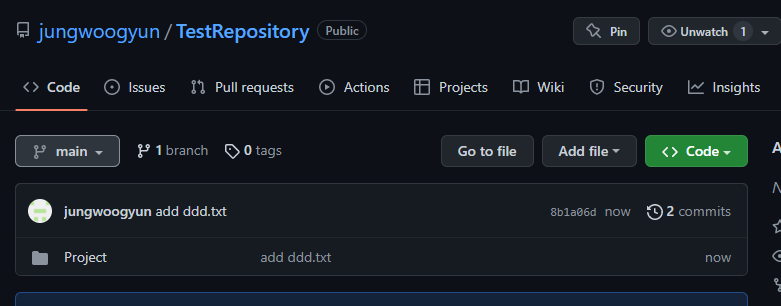 jungwoogyun / TestRepository Public Pin Unwatch 1
Code Issues Pull requests Actions Projects Wiki Security Insights
main 1 branch 0 tags Go to file Add file Code
jungwoogyun add ddd.txt 8b1a06d now 2 commits
Project add ddd.txt now